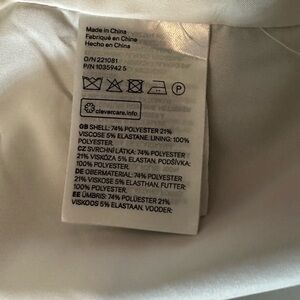 Made in China
Fabriqué en Chine
Hecho en China
O/N 221081
P/N 1035942 5
P
clevercare.info
GB SHELL: 74% POLYESTER 21%
VISCOSE 5% ELASTANE. LINING: 100%
POLYESTER.
CZ SVRCHNÍ LÁTKA: 74% POLYESTER
21% VISKÓZA 5% ELASTAN. PODŠÍVKA:
100% POLYESTER.
DE OBERMATERIAL: 74% POLYESTER
21% VISKOSE 5% ELASTHAN. FUTTER:
100% POLYESTER.
EE ÜMBRIS: 74% POLÜESTER 21%
VISKOOS 5% ELASTAAN. VOODER: